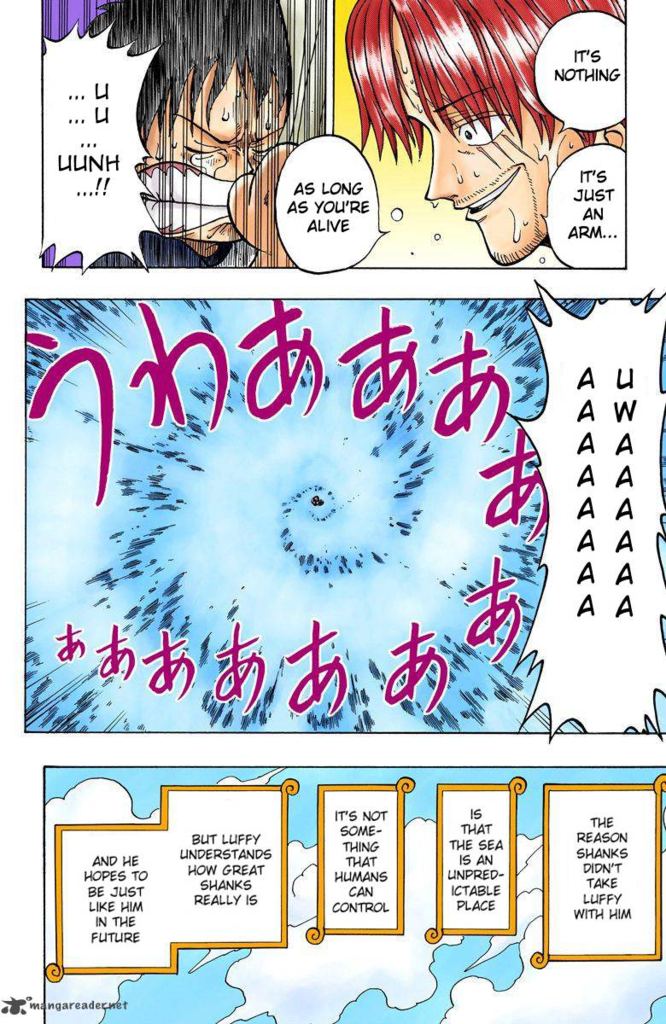 IT'S
NOTHING
IT'S
JUST
AN
ARM...
AS LONG
AS YOU'RE
ALIVE
... U
... U
...
UUNH
...!!
UWAAAAAAA
AAAAAAAA
うわあああああああああああ
THE
REASON
SHANKS
DIDN'T
TAKE
LUFFY
WITH HIM
IS
THAT
THE SEA
IS AN
UNPRED-
ICTABLE
PLACE
IT'S NOT
SOME-
THING
THAT
HUMANS
CAN
CONTROL
BUT LUFFY
UNDERSTANDS
HOW GREAT
SHANKS
REALLY IS
AND HE
HOPES TO
BE JUST
LIKE HIM
IN THE
FUTURE
mangareader.net